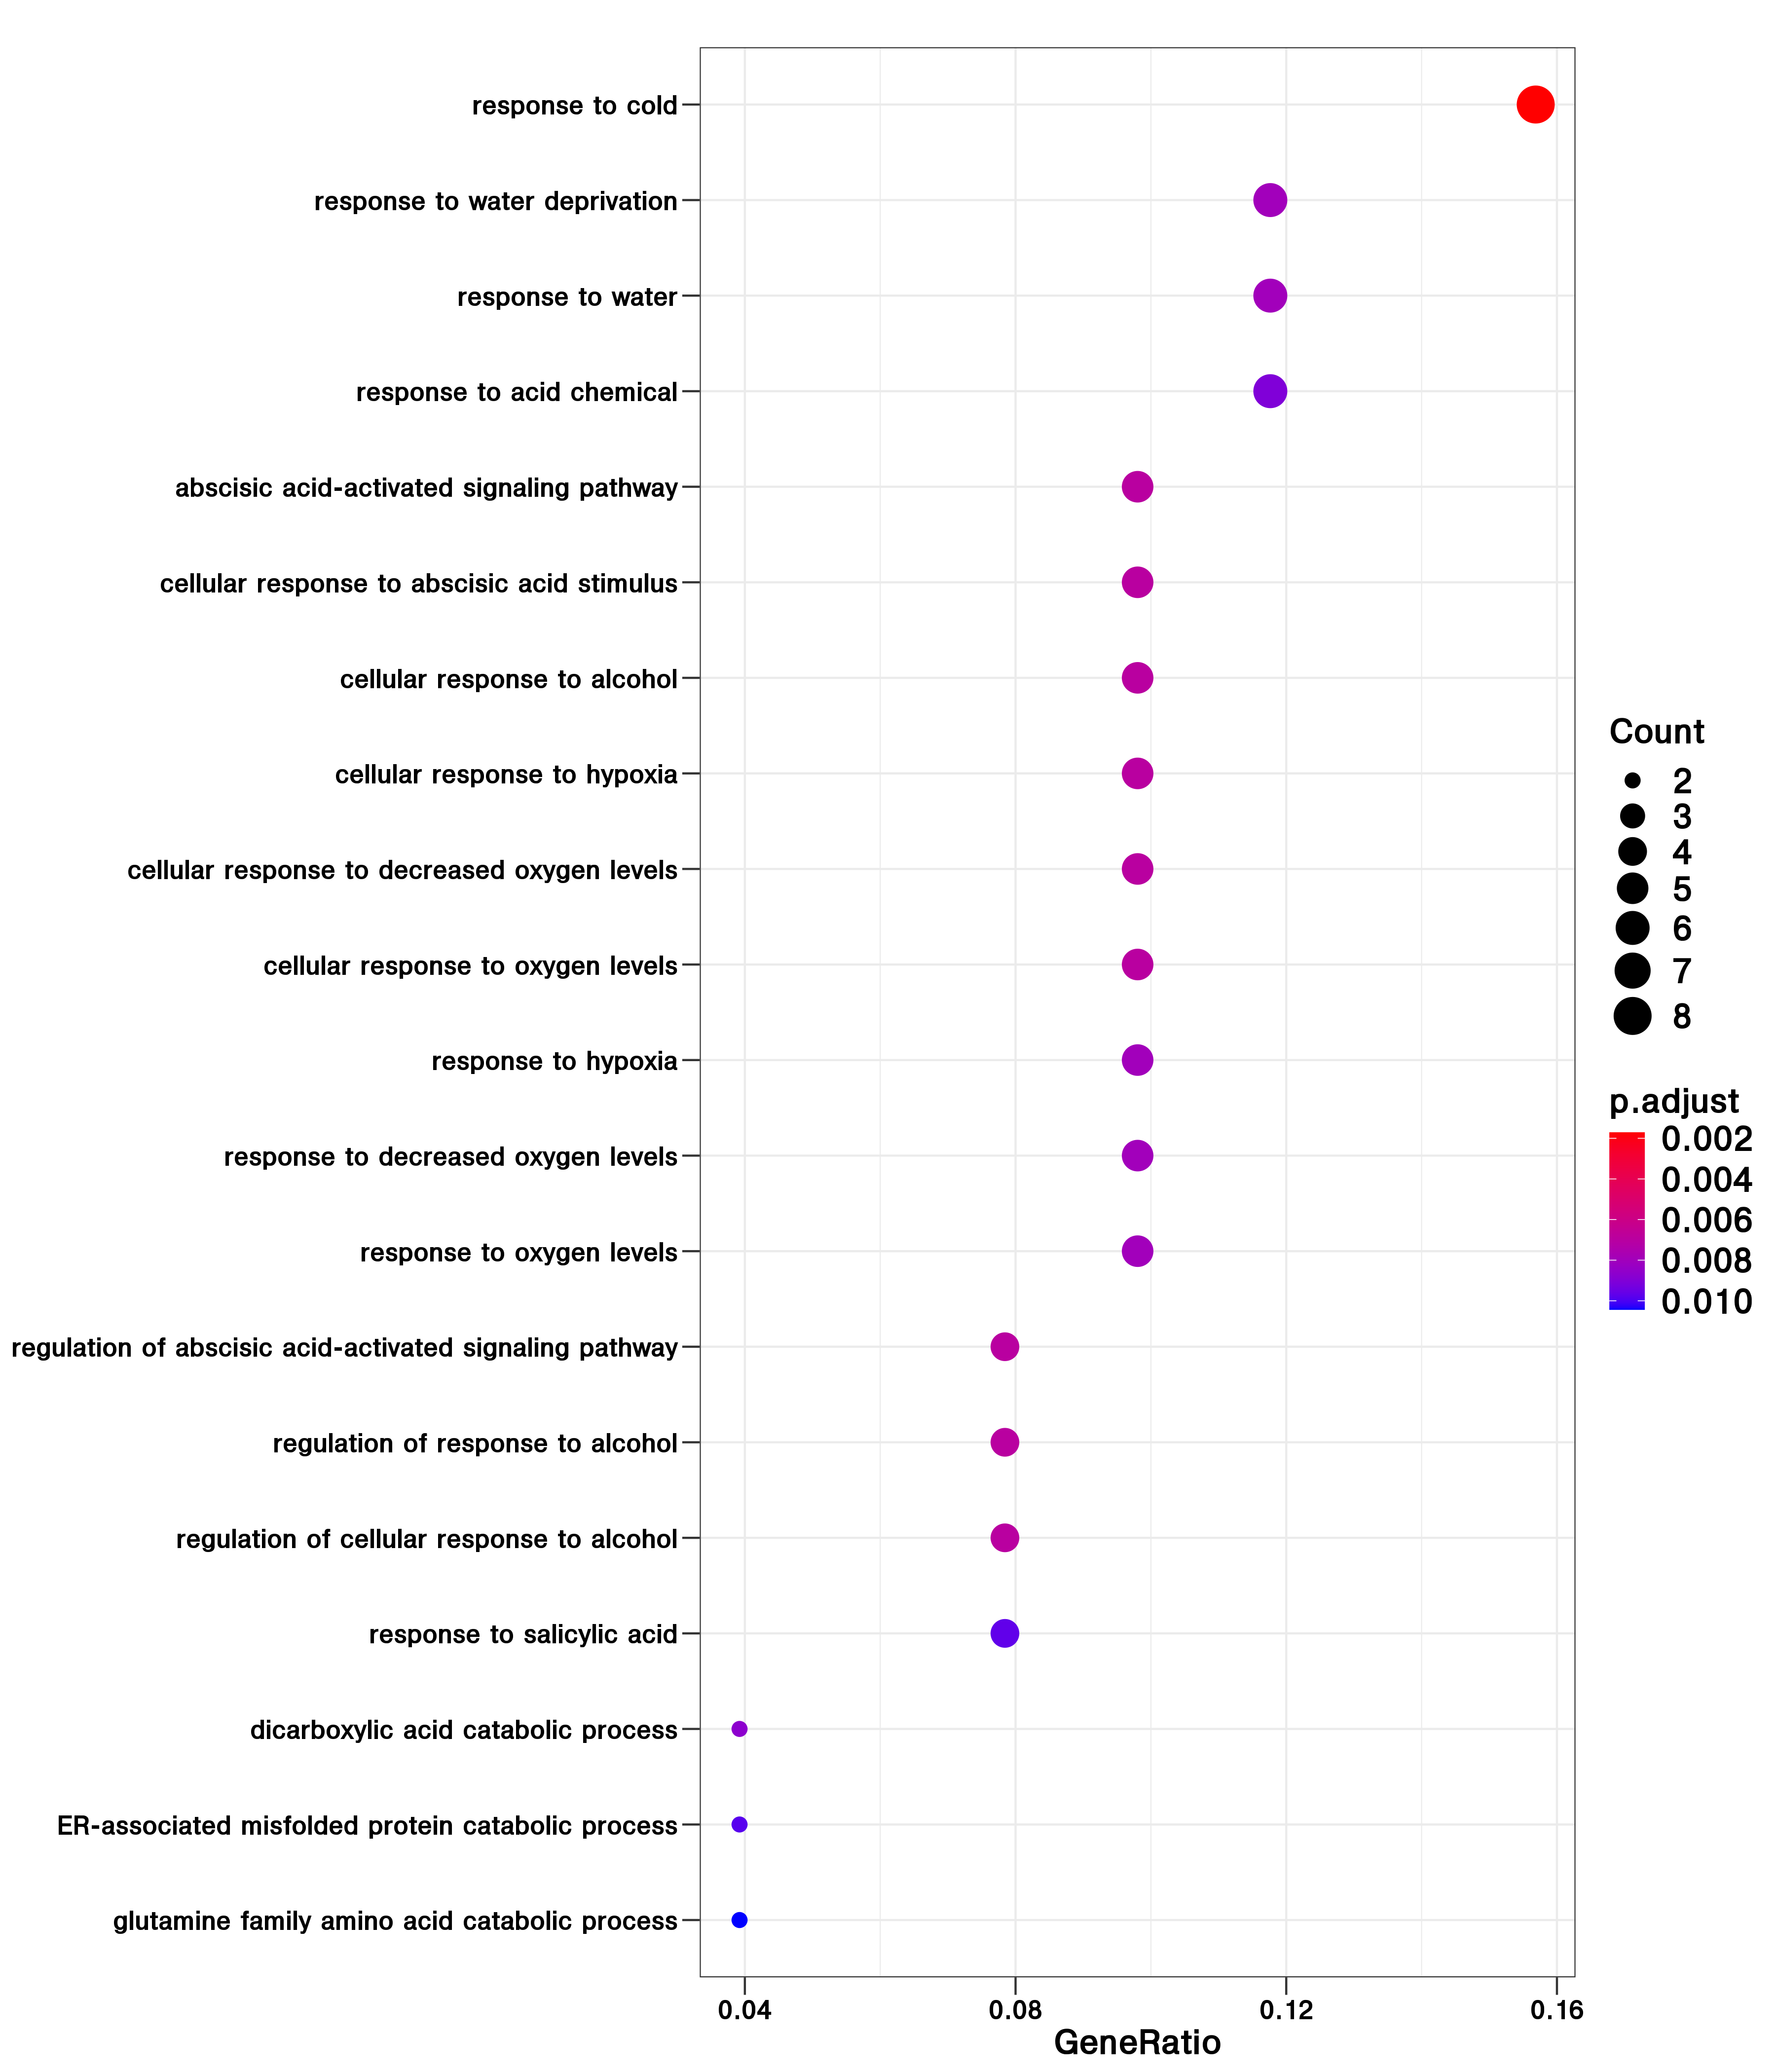 response to cold
response to water deprivation
response to water
response to acid chemical
abscisic acid-activated signaling pathway
cellular response to abscisic acid stimulus
cellular response to alcohol
cellular response to hypoxia
cellular response to decreased oxygen levels
cellular response to oxygen levels
response to hypoxia
response to decreased oxygen levels
response to oxygen levels
regulation of abscisic acid-activated signaling pathway
regulation of response to alcohol
regulation of cellular response to alcohol
response to salicylic acid
dicarboxylic acid catabolic process
ER-associated misfolded protein catabolic process
glutamine family amino acid catabolic process
0.04 0.08 0.12 0.16
GeneRatio
Count
2
3
4
5
6
7
8
p.adjust
0.002
0.004
0.006
0.008
0.010